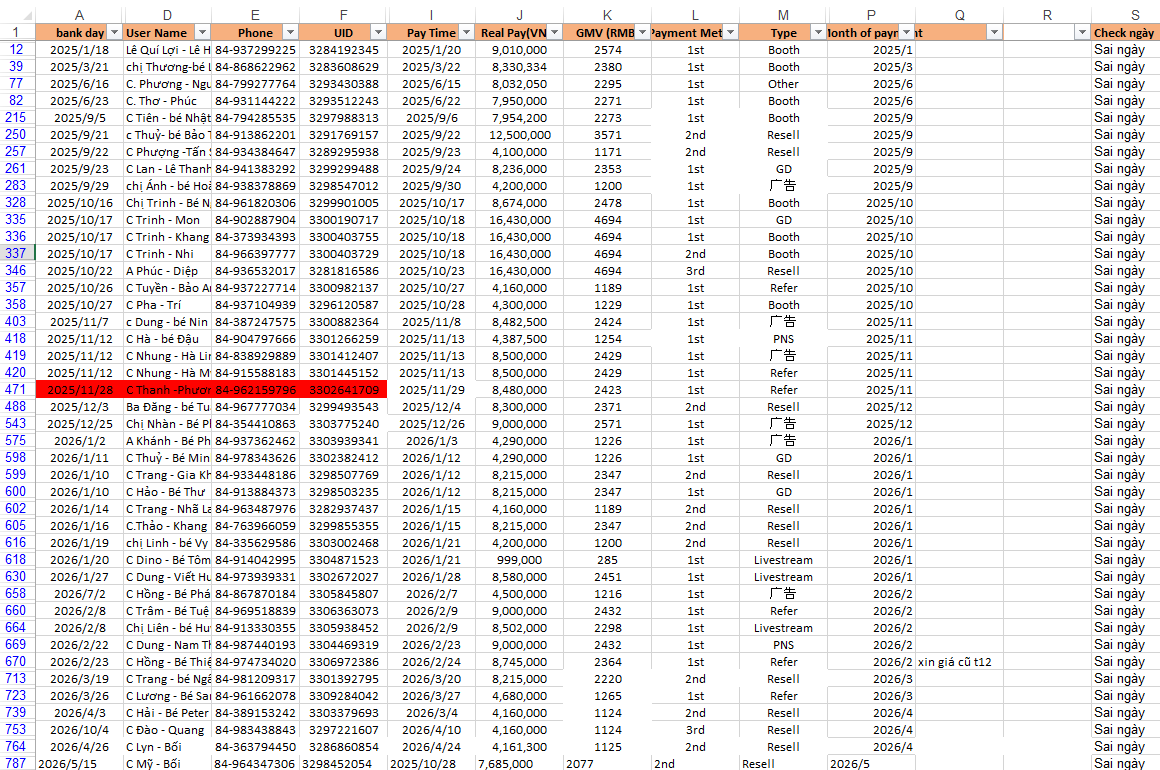 A D E F I J K L M P Q R S
1 bank day User Name Phone UID Pay Time Real Pay(VN GMV (RMB Payment Met Type Month of payment Check ngày
12 2025/1/18 Lê Quí Lợi - Lê H 84-937299225 3284192345 2025/1/20 9,010,000 2574 1st Booth 2025/1 Sai ngày
39 2025/3/21 chị Thương-bé L 84-868622962 3283608629 2025/3/22 8,330,334 2380 1st Booth 2025/3 Sai ngày
77 2025/6/16 C. Phương - Ngu 84-799277764 3293430388 2025/6/15 8,032,050 2295 1st Other 2025/6 Sai ngày
82 2025/6/23 C. Thơ - Phúc 84-931144222 3293512243 2025/6/22 7,950,000 2271 1st Booth 2025/6 Sai ngày
215 2025/9/5 C Tiên - bé Nhật 84-794285535 3297988313 2025/9/6 7,954,200 2273 1st Booth 2025/9 Sai ngày
250 2025/9/21 c Thuỷ- bé Bảo T 84-913862201 3291769157 2025/9/22 12,500,000 3571 2nd Resell 2025/9 Sai ngày
257 2025/9/22 C Phượng -Tấn S 84-934384647 3289295938 2025/9/23 4,100,000 1171 2nd Resell 2025/9 Sai ngày
261 2025/9/23 C Lan - Lê Thanh 84-941383292 3299299488 2025/9/24 8,236,000 2353 1st GD 2025/9 Sai ngày
283 2025/9/29 chị Ánh - bé Hoà 84-938378869 3298547012 2025/9/30 4,200,000 1200 1st 广告 2025/9 Sai ngày
328 2025/10/16 Chị Trinh - Bé N 84-961820306 3299901005 2025/10/17 8,674,000 2478 1st Booth 2025/10 Sai ngày
335 2025/10/17 C Trinh - Mon 84-902887904 3300190717 2025/10/18 16,430,000 4694 1st GD 2025/10 Sai ngày
336 2025/10/17 C Trinh - Khang 84-373934393 3300403755 2025/10/18 16,430,000 4694 1st Booth 2025/10 Sai ngày
337 2025/10/17 C Trinh - Nhi 84-966397777 3300403729 2025/10/18 16,430,000 4694 2nd Booth 2025/10 Sai ngày
346 2025/10/22 A Phúc - Diệp 84-936532017 3281816586 2025/10/23 16,430,000 4694 3rd Resell 2025/10 Sai ngày
357 2025/10/26 C Tuyền - Bảo A 84-937227714 3300982137 2025/10/27 4,160,000 1189 1st Refer 2025/10 Sai ngày
358 2025/10/27 C Pha - Trí 84-937104939 3296120587 2025/10/28 4,300,000 1229 1st Booth 2025/10 Sai ngày
403 2025/11/7 c Dung - bé Nin 84-387247575 3300882364 2025/11/8 8,482,500 2424 1st 广告 2025/11 Sai ngày
418 2025/11/12 C Hà - bé Đậu 84-904797666 3301266259 2025/11/13 4,387,500 1254 1st PNS 2025/11 Sai ngày
419 2025/11/12 C Nhung - Hà Lin 84-838929889 3301412407 2025/11/13 8,500,000 2429 1st 广告 2025/11 Sai ngày
420 2025/11/12 C Nhung - Hà M 84-915588183 3301445152 2025/11/13 8,500,000 2429 1st Refer 2025/11 Sai ngày
471 2025/11/28 C Thanh -Phươn 84-962159796 3302641709 2025/11/29 8,480,000 2423 1st Refer 2025/11 Sai ngày
488 2025/12/3 Ba Đăng - bé Tu 84-967777034 3299493543 2025/12/4 8,300,000 2371 2nd Resell 2025/12 Sai ngày
543 2025/12/25 Chị Nhàn - Bé Pl 84-354410863 3303775240 2025/12/26 9,000,000 2571 1st 广告 2025/12 Sai ngày
575 2026/1/2 A Khánh - Bé Ph 84-937362462 3303939341 2026/1/3 4,290,000 1226 1st 广告 2026/1 Sai ngày
598 2026/1/11 C Thuỷ - Bé Min 84-978343626 3302382412 2026/1/12 4,290,000 1226 1st GD 2026/1 Sai ngày
599 2026/1/10 C Trang - Gia Kh 84-933448186 3298507769 2026/1/12 8,215,000 2347 2nd Resell 2026/1 Sai ngày
600 2026/1/10 C Hảo - Bé Thư 84-913884373 3298503235 2026/1/12 8,215,000 2347 1st GD 2026/1 Sai ngày
602 2026/1/14 C Trang - Nhã La 84-963487976 3282937437 2026/1/15 4,160,000 1189 2nd Resell 2026/1 Sai ngày
605 2026/1/16 C.Thảo - Khang 84-763966059 3299855355 2026/1/15 8,215,000 2347 2nd Resell 2026/1 Sai ngày
616 2026/1/19 chị Linh - bé Vy 84-335629586 3303002468 2026/1/21 4,200,000 1200 2nd Resell 2026/1 Sai ngày
618 2026/1/20 C Dino - Bé Tôm 84-914042995 3304871523 2026/1/21 999,000 285 1st Livestream 2026/1 Sai ngày
630 2026/1/27 C Dung - Viết Hu 84-973939331 3302672027 2026/1/28 8,580,000 2451 1st Livestream 2026/1 Sai ngày
658 2026/7/2 C Hồng - Bé Phá 84-867870184 3305845807 2026/2/7 4,500,000 1216 1st 广告 2026/2 Sai ngày
660 2026/2/8 C Trâm - Bé Tuệ 84-969518839 3306363073 2026/2/9 9,000,000 2432 1st Refer 2026/2 Sai ngày
664 2026/2/8 Chị Liên - bé Hư 84-913330355 3305938452 2026/2/9 8,502,000 2298 1st Livestream 2026/2 Sai ngày
669 2026/2/22 C Dung - Nam Th 84-987440193 3304469319 2026/2/23 9,000,000 2432 1st PNS 2026/2 Sai ngày
670 2026/2/23 C Hồng - Bé Thiệ 84-974734020 3306972386 2026/2/24 8,745,000 2364 1st Refer 2026/2 xin giá cũ t12 Sai ngày
713 2026/3/19 C Trang - bé Ngâ 84-981209317 3301392795 2026/3/20 8,215,000 2220 2nd Resell 2026/3 Sai ngày
723 2026/3/26 C Lương - Bé Sa 84-961662078 3309284042 2026/3/27 4,680,000 1265 1st Refer 2026/3 Sai ngày
739 2026/4/3 C Hải - Bé Peter 84-389153242 3303379693 2026/3/4 4,160,000 1124 2nd Resell 2026/4 Sai ngày
753 2026/10/4 C Đào - Quang 84-983438843 3297221607 2026/4/10 4,160,000 1124 3rd Resell 2026/4 Sai ngày
764 2026/4/26 C Lyn - Bối 84-363794450 3286860854 2026/4/24 4,161,300 1125 2nd Resell 2026/4 Sai ngày
787 2026/5/15 C Mỹ - Bối 84-964347306 3298452054 2025/10/28 7,685,000 2077 2nd Resell 2026/5 Sai ngày